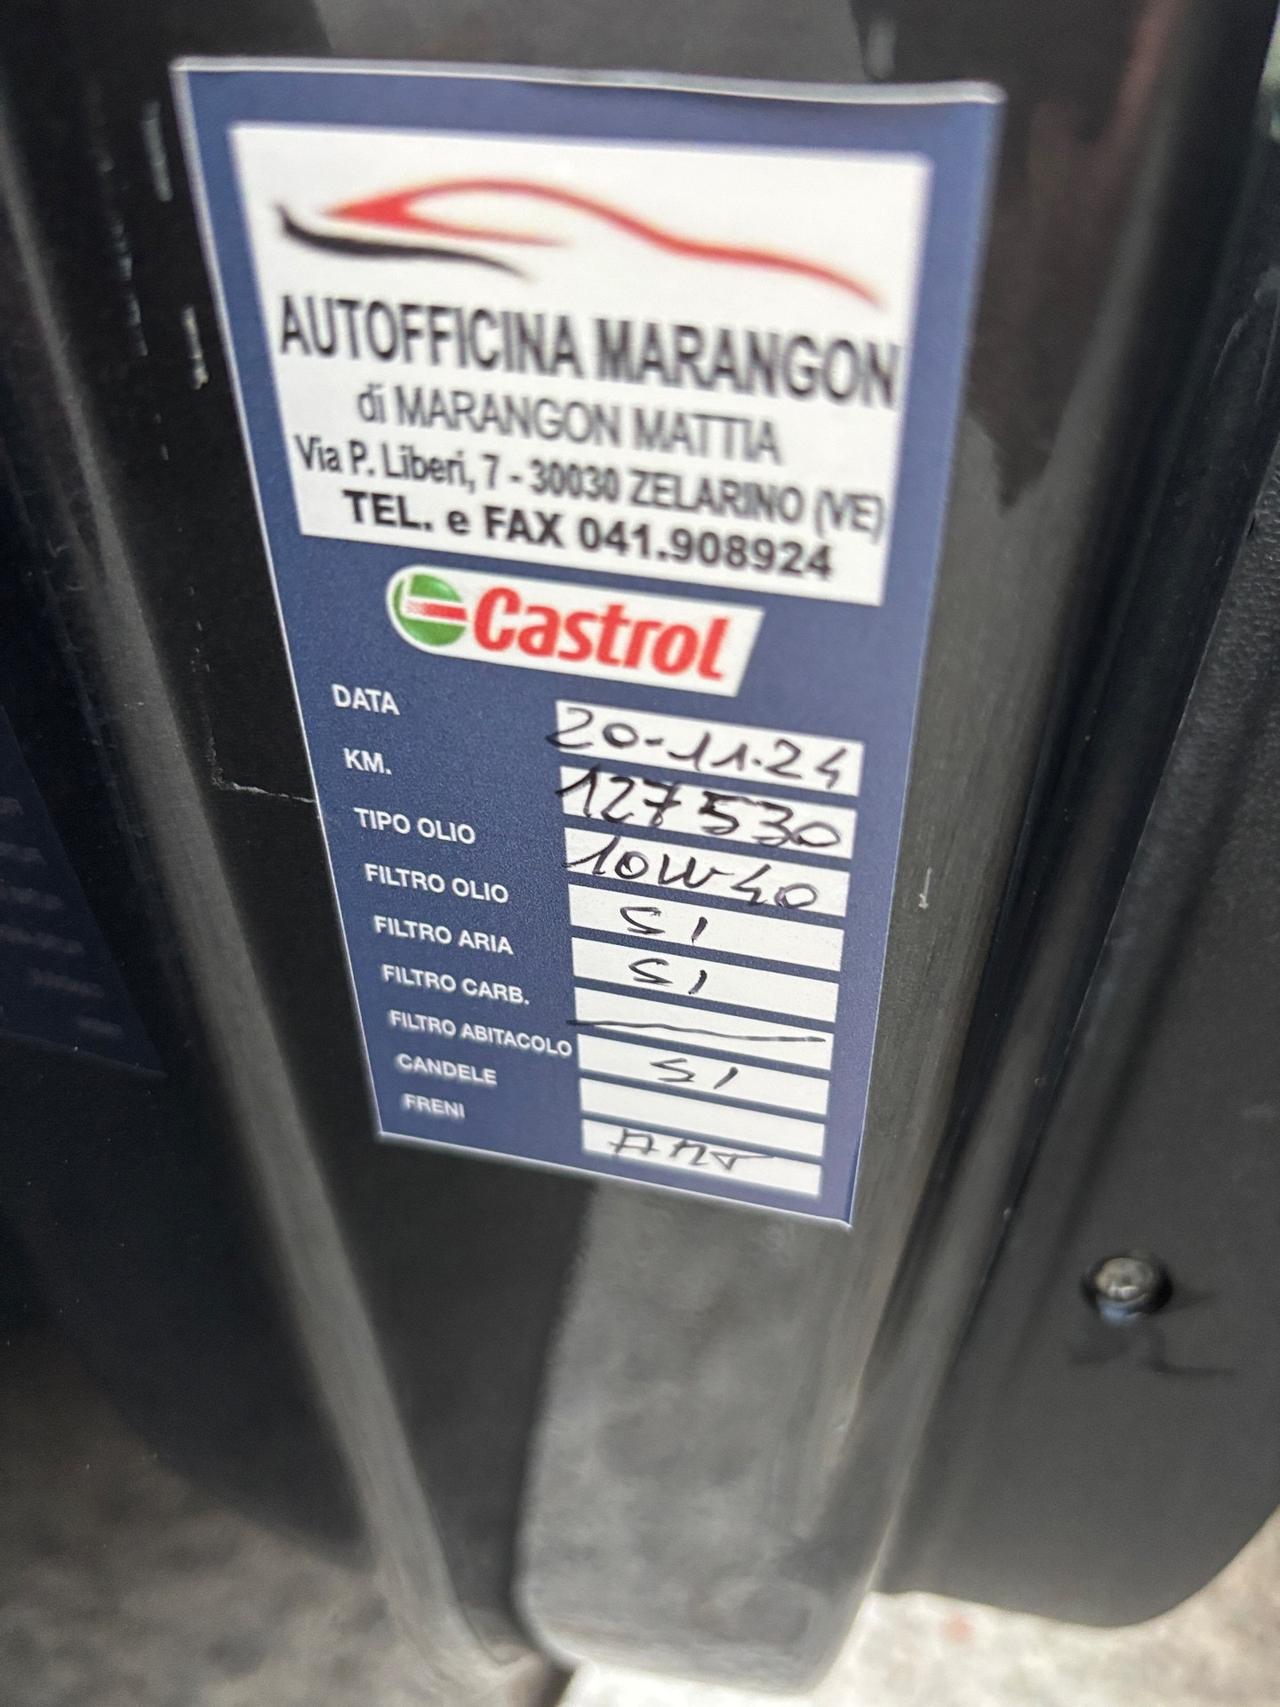 AUTOFFICINA MARANGON
di MARANGON MATTIA
Via P. Liberi, 7 - 30030 ZELARINO (VE)
TEL. e FAX 041.908924
Castrol
DATA 20-11-24
KM. 127530
TIPO OLIO 10W40
FILTRO OLIO SI
FILTRO ARIA SI
FILTRO CARB.
FILTRO ABITACOLO SI
CANDELE
FRENI